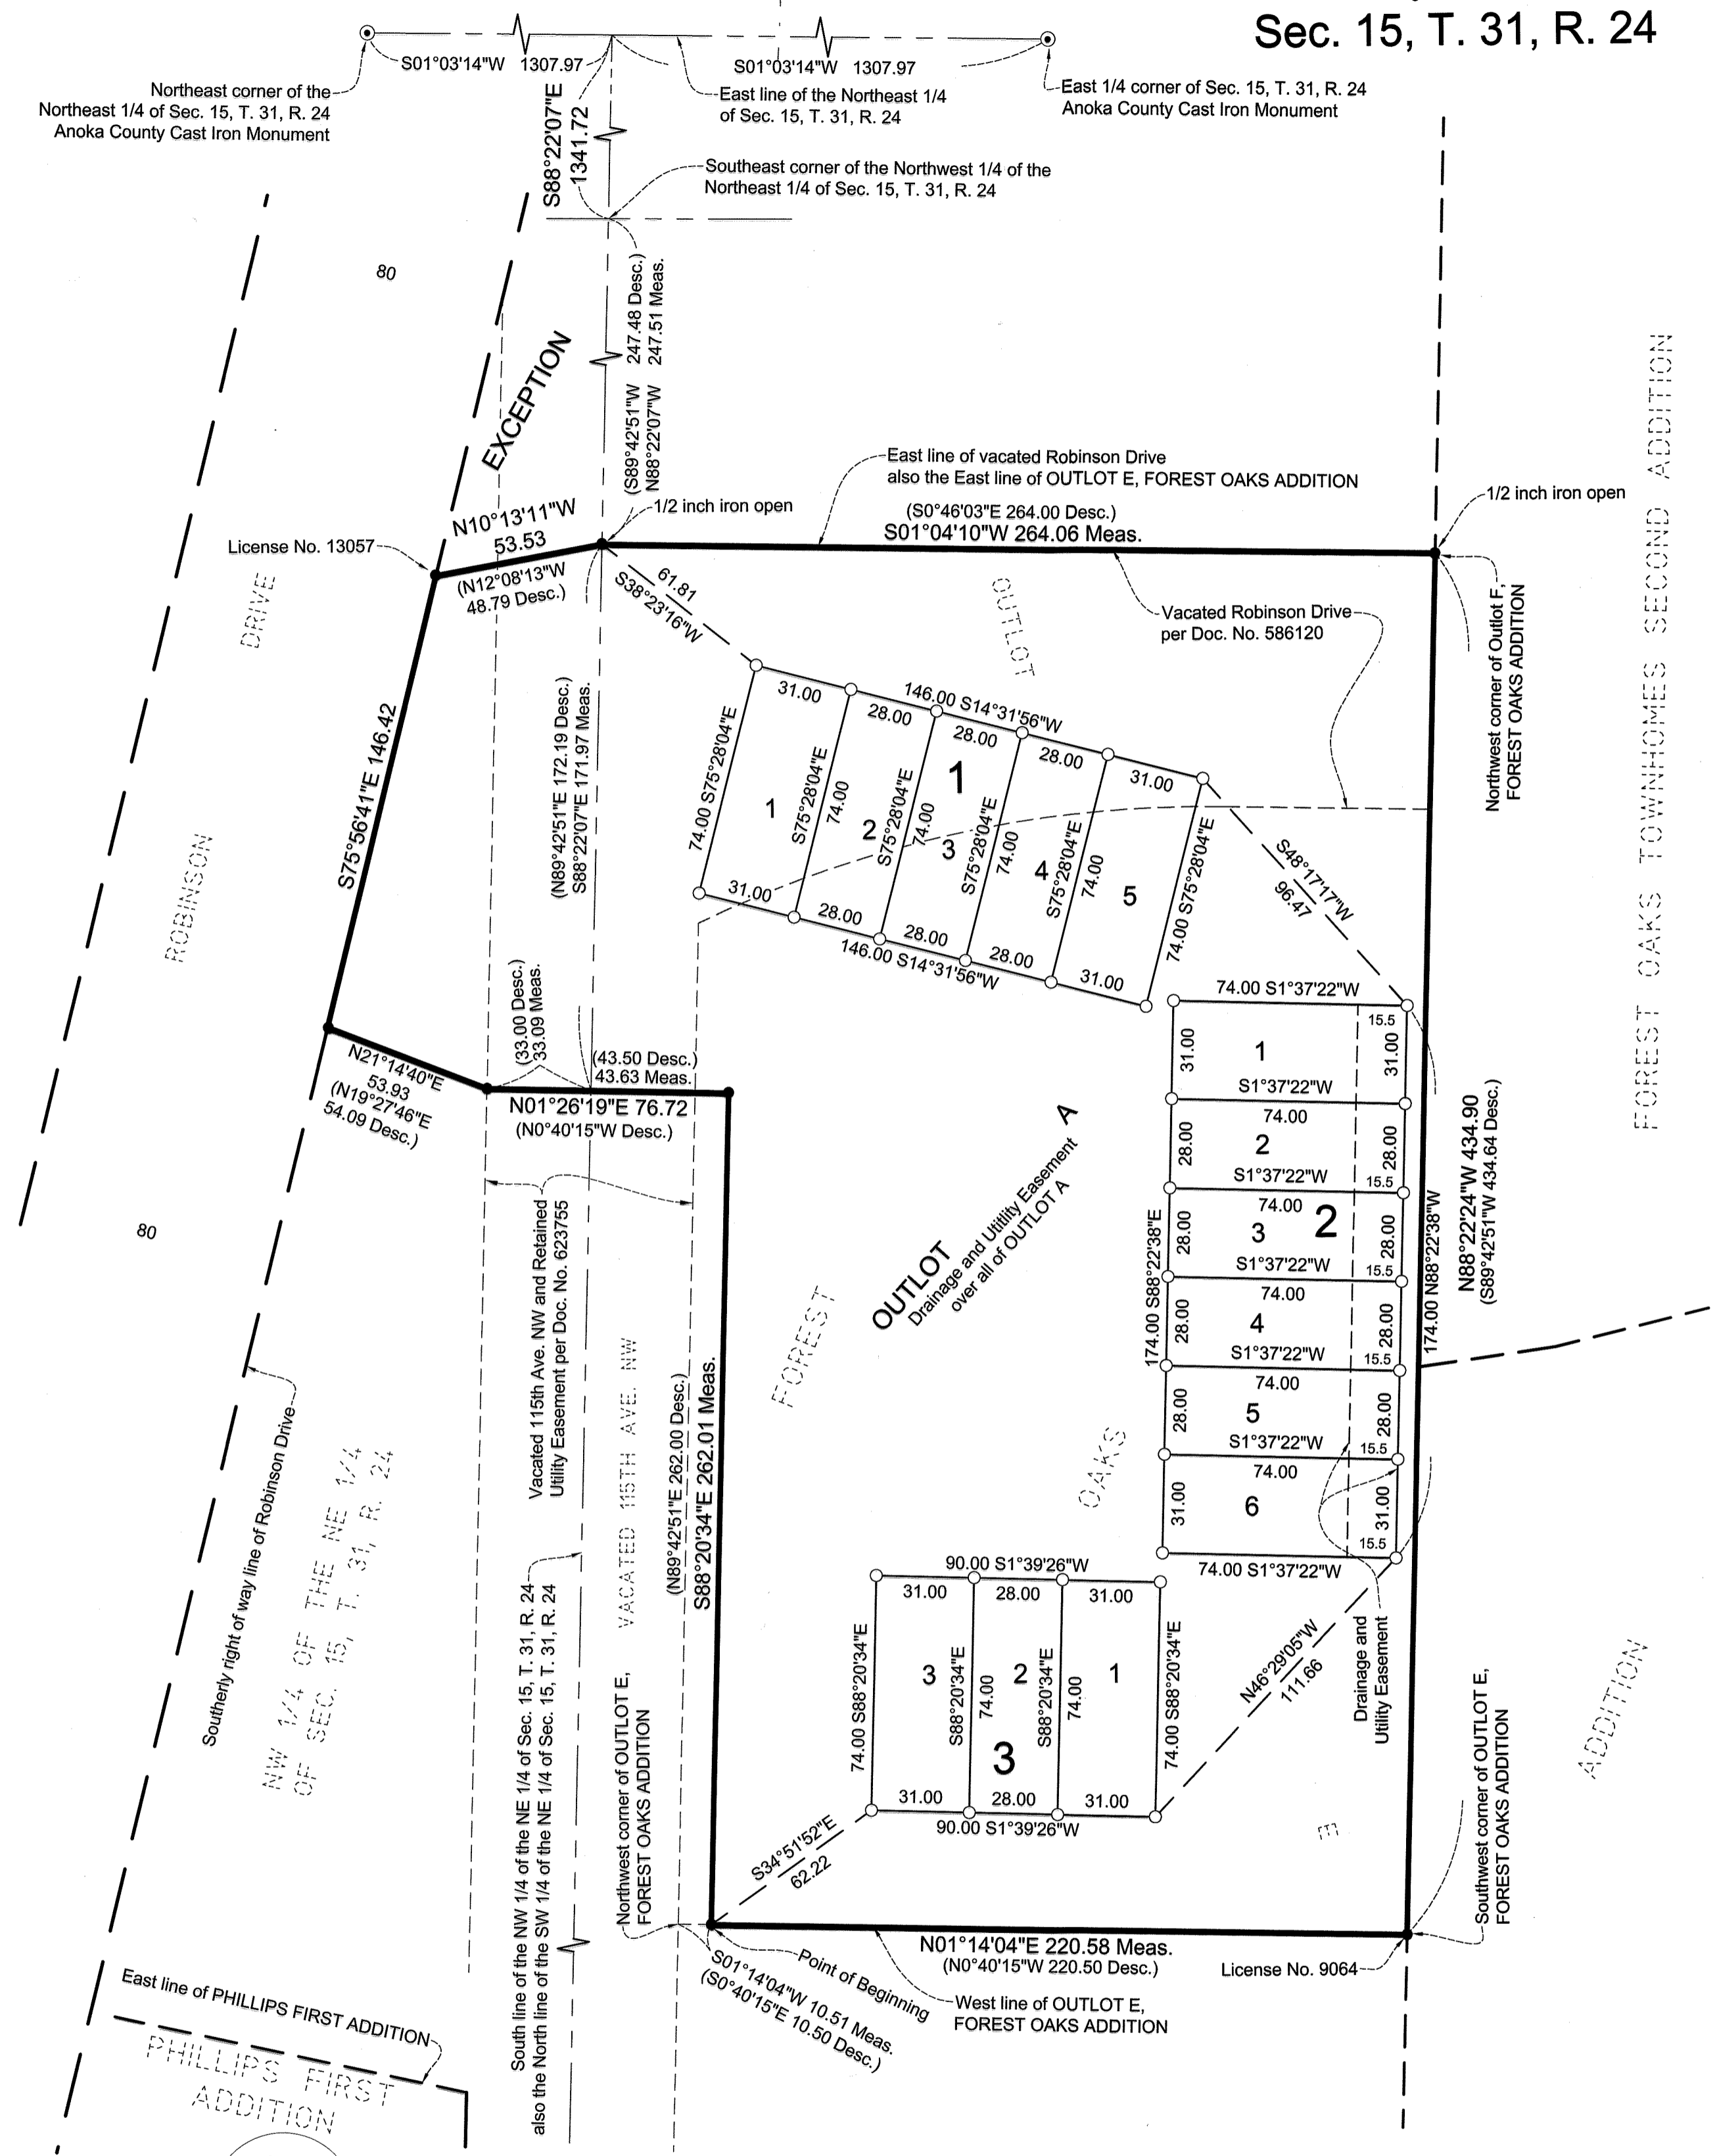 Sec. 15, T. 31, R. 24
S01°03'14"W 1307.97
S01°03'14"W 1307.97
Northeast corner of the
Northeast 1/4 of Sec. 15, T. 31, R. 24
Anoka County Cast Iron Monument
East line of the Northeast 1/4
of Sec. 15, T. 31, R. 24
East 1/4 corner of Sec. 15, T. 31, R. 24
Anoka County Cast Iron Monument
S88°22'07"E
1341.72
Southeast corner of the Northwest 1/4 of the
Northeast 1/4 of Sec. 15, T. 31, R. 24
80
(S89°42'51"W 247.48 Desc.)
N88°22'07"W 247.51 Meas.
EXCEPTION
East line of vacated Robinson Drive
also the East line of OUTLOT E, FOREST OAKS ADDITION
(S0°46'03"E 264.00 Desc.)
S01°04'10"W 264.06 Meas.
1/2 inch iron open
1/2 inch iron open
N10°13'11"W
53.53
(N12°08'13"W
48.79 Desc.)
License No. 13057
61.81
S38°23'16"W
OUTLOT
Vacated Robinson Drive
per Doc. No. 586120
Northwest corner of Outlot F,
FOREST OAKS ADDITION
FOREST OAKS TOWNHOMES SECOND ADDITION
ROBINSON DRIVE
S75°56'41"E 146.42
(N89°42'51"E 172.19 Desc.)
S88°22'07"E 171.97 Meas.
146.00 S14°31'56"W
31.00
28.00
28.00
28.00
31.00
74.00 S75°28'04"E
1
S75°28'04"E
74.00
2
S75°28'04"E
74.00
1
3
S75°28'04"E
74.00
4
S75°28'04"E
74.00
5
74.00 S75°28'04"E
31.00
28.00
28.00
28.00
31.00
146.00 S14°31'56"W
S48°17'17"W
96.47
(33.00 Desc.)
33.09 Meas.
(43.50 Desc.)
43.63 Meas.
N21°14'40"E
53.93
(N19°27'46"E
54.09 Desc.)
N01°26'19"E 76.72
(N0°40'15"W Desc.)
74.00 S1°37'22"W
15.5
31.00
1
31.00
S1°37'22"W
74.00
28.00
2
28.00
S1°37'22"W
15.5
74.00
28.00
3
2
28.00
S1°37'22"W
15.5
74.00
28.00
4
28.00
S1°37'22"W
15.5
74.00
28.00
5
28.00
S1°37'22"W
15.5
74.00
31.00
6
31.00
15.5
74.00 S1°37'22"W
174.00 S88°22'38"E
174.00 N88°22'38"W
N88°22'24"W 434.90
(S89°42'51"W 434.64 Desc.)
OUTLOT A
Drainage and Utitlity Easement
over all of OUTLOT A
80
Vacated 115th Ave. NW and Retained
Utility Easement per Doc. No. 623755
VACATED 115TH AVE. NW
(N89°42'51"E 262.00 Desc.)
S88°20'34"E 262.01 Meas.
FOREST
OAKS
Southerly right of way line of Robinson Drive
NW 1/4 OF THE NE 1/4
OF SEC. 15, T. 31, R. 24
South line of the NW 1/4 of the NE 1/4 of Sec. 15, T. 31, R. 24
also the North line of the SW 1/4 of the NE 1/4 of Sec. 15, T. 31, R. 24
90.00 S1°39'26"W
31.00
28.00
31.00
74.00 S88°20'34"E
3
S88°20'34"E
74.00
2
3
S88°20'34"E
74.00
1
74.00 S88°20'34"E
31.00
28.00
31.00
90.00 S1°39'26"W
N46°29'05"W
111.66
Drainage and
Utility Easement
ADDITION
E
Northwest corner of OUTLOT E,
FOREST OAKS ADDITION
Southwest corner of OUTLOT E,
FOREST OAKS ADDITION
S34°51'52"E
62.22
N01°14'04"E 220.58 Meas.
(N0°40'15"W 220.50 Desc.)
License No. 9064
Point of Beginning
S01°14'04"W 10.51 Meas.
(S0°40'15"E 10.50 Desc.)
West line of OUTLOT E,
FOREST OAKS ADDITION
East line of PHILLIPS FIRST ADDITION
PHILLIPS FIRST
ADDITION